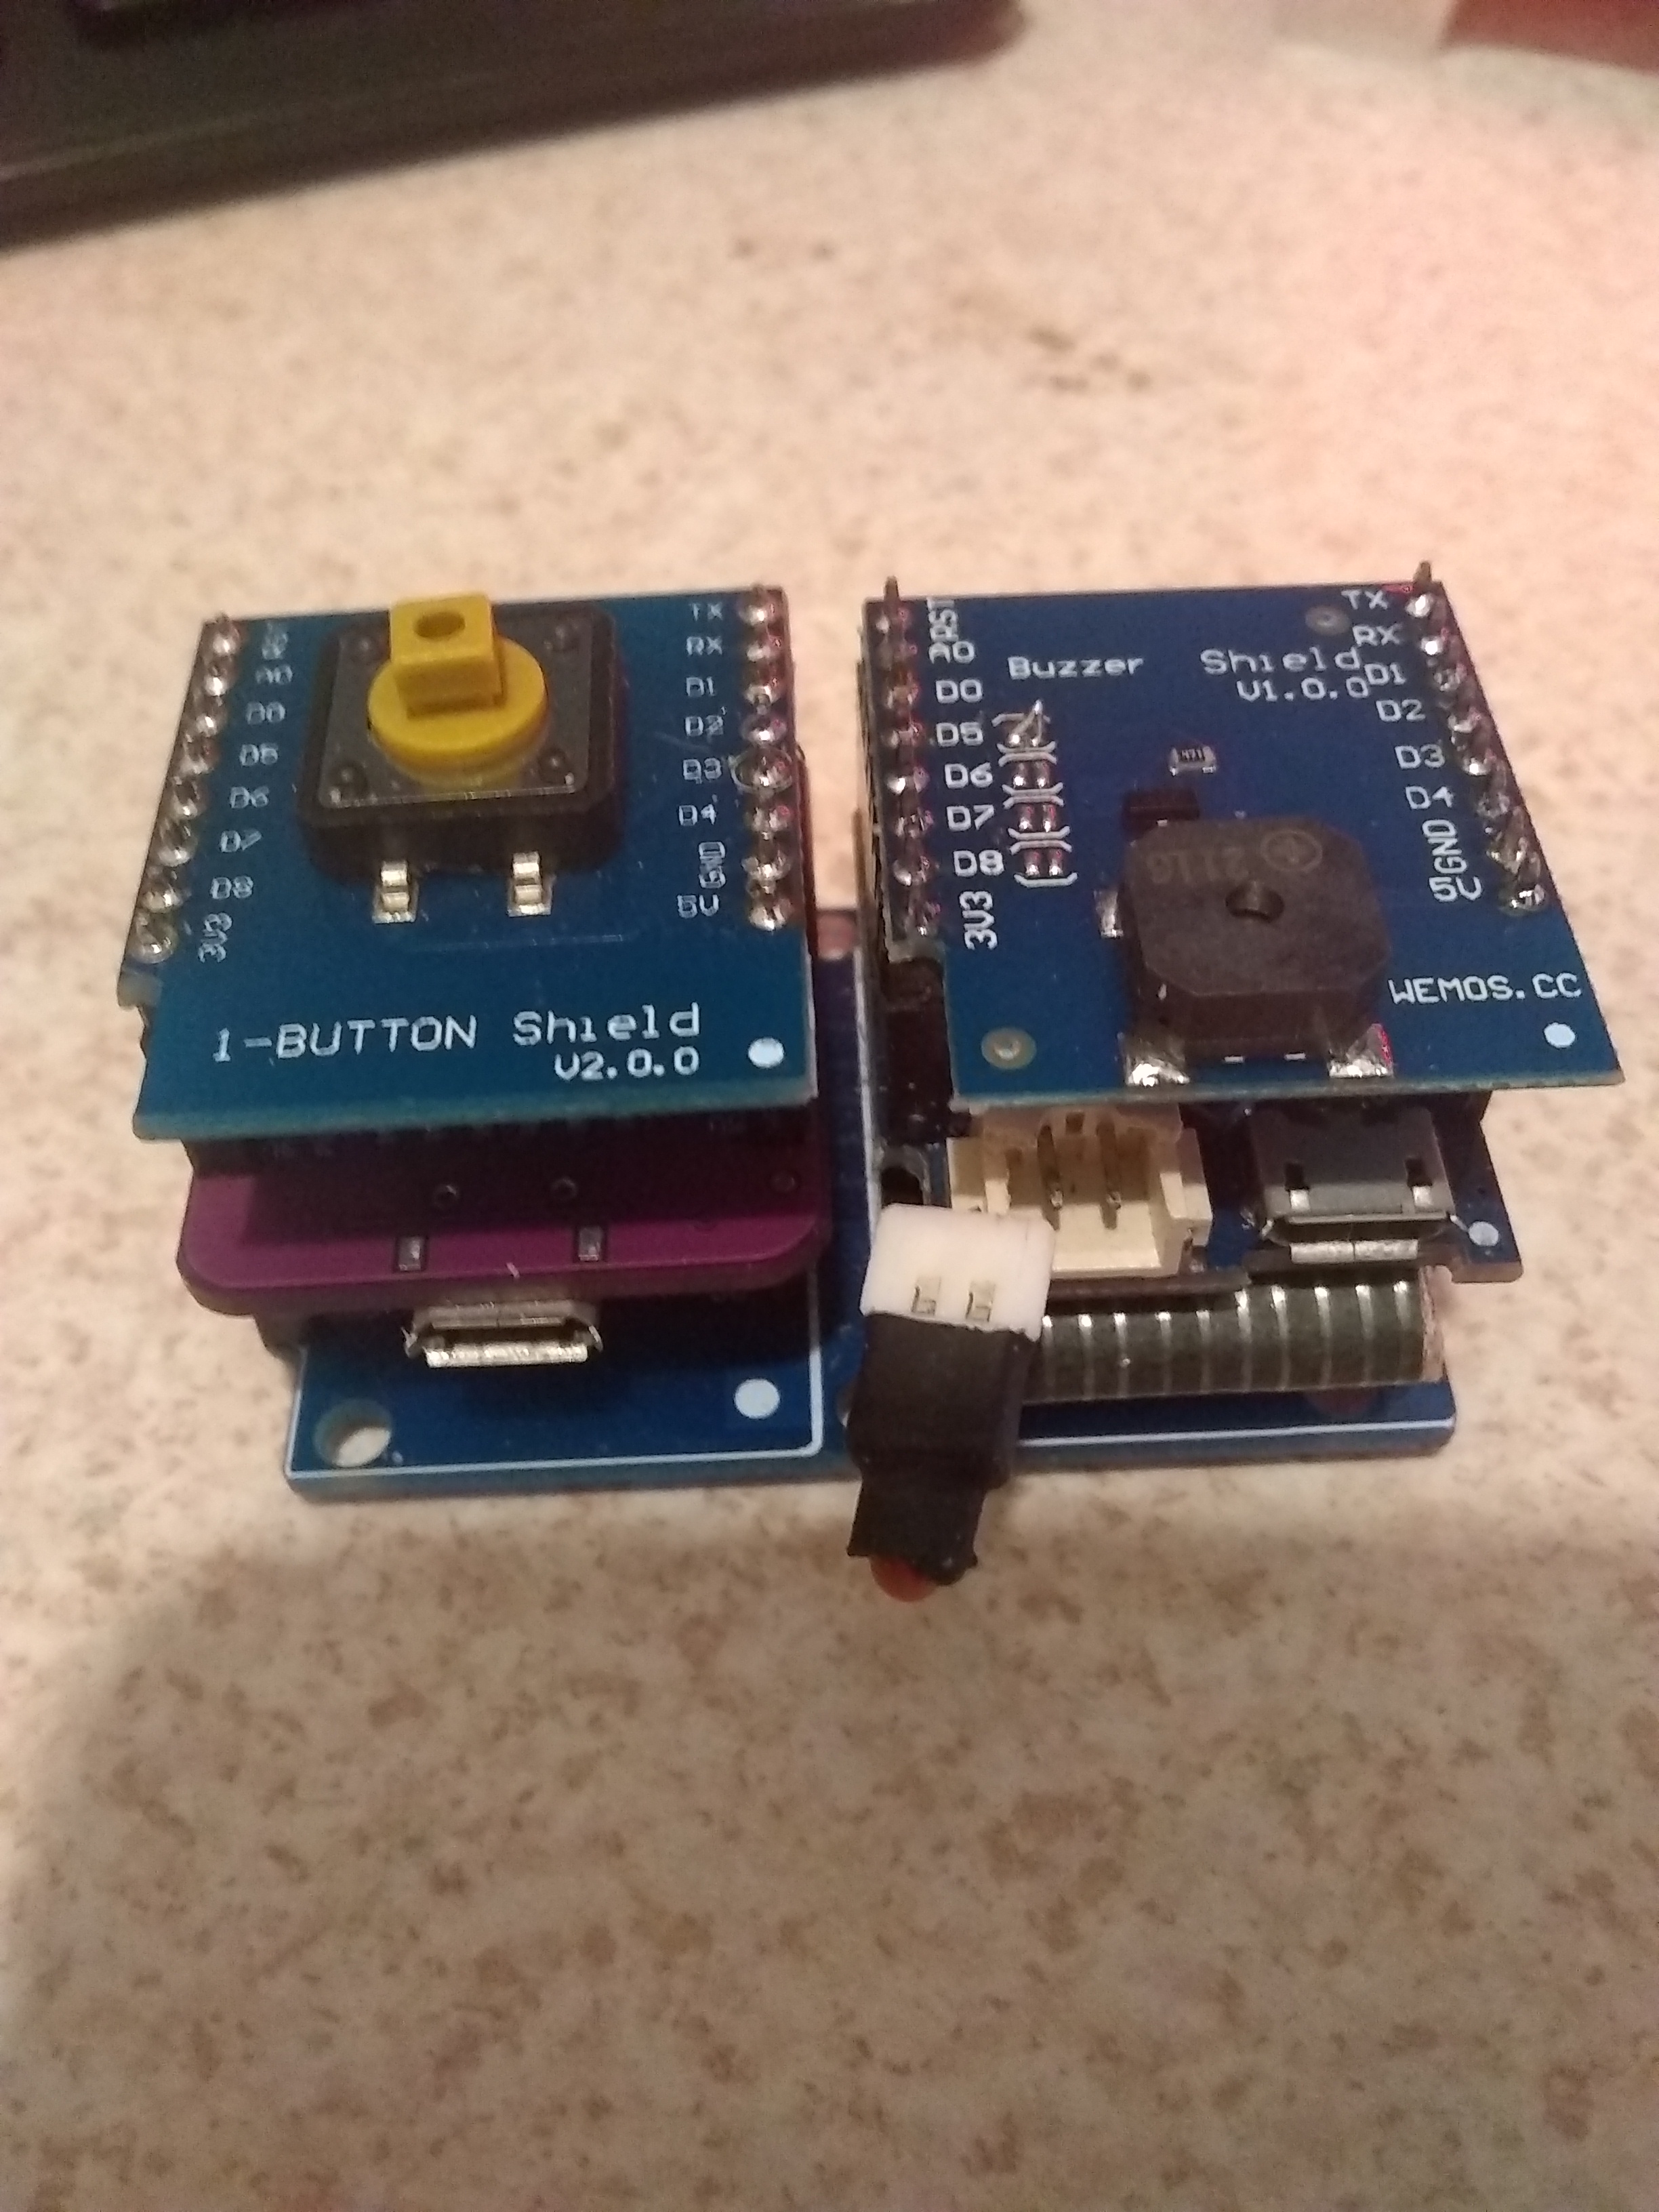 RST
A0
D0
D5
D6
D7
D8
3V3
TX
RX
D1
D2
D3
D4
GND
5V
1-BUTTON Shield
V2.0.0
RST
A0
D0
D5
D6
D7
D8
3V3
Buzzer Shield
V1.0.0
TX
RX
D1
D2
D3
D4
GND
5V
471
WEMOS.CC